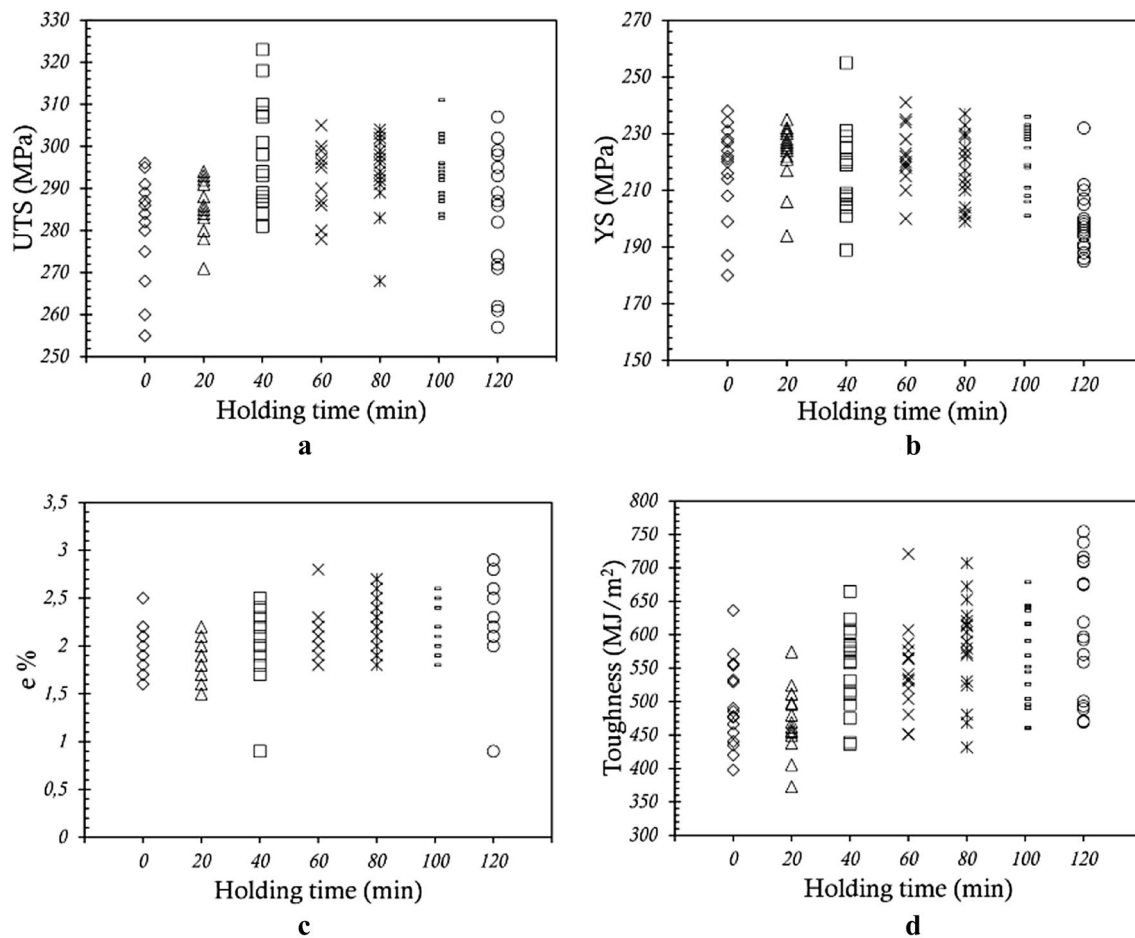 UTS (MPa)
330
320
310
300
290
280
270
260
250
0 20 40 60 80 100 120
Holding time (min)
a
YS (MPa)
270
250
230
210
190
170
150
0 20 40 60 80 100 120
Holding time (min)
b
e %
3,5
3
2,5
2
1,5
1
0,5
0
0 20 40 60 80 100 120
Holding time (min)
c
Toughness (MJ/m²)
800
750
700
650
600
550
500
450
400
300
0 20 40 60 80 100 120
Holding time (min)
d